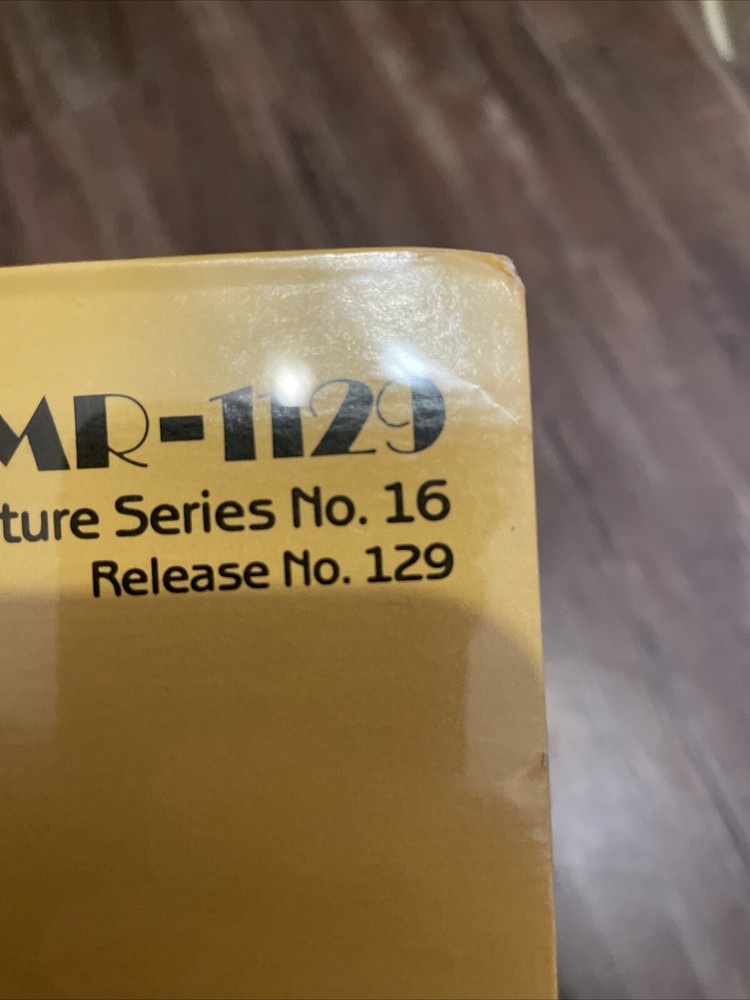 MR-1129
ture Series No. 16
Release No. 129